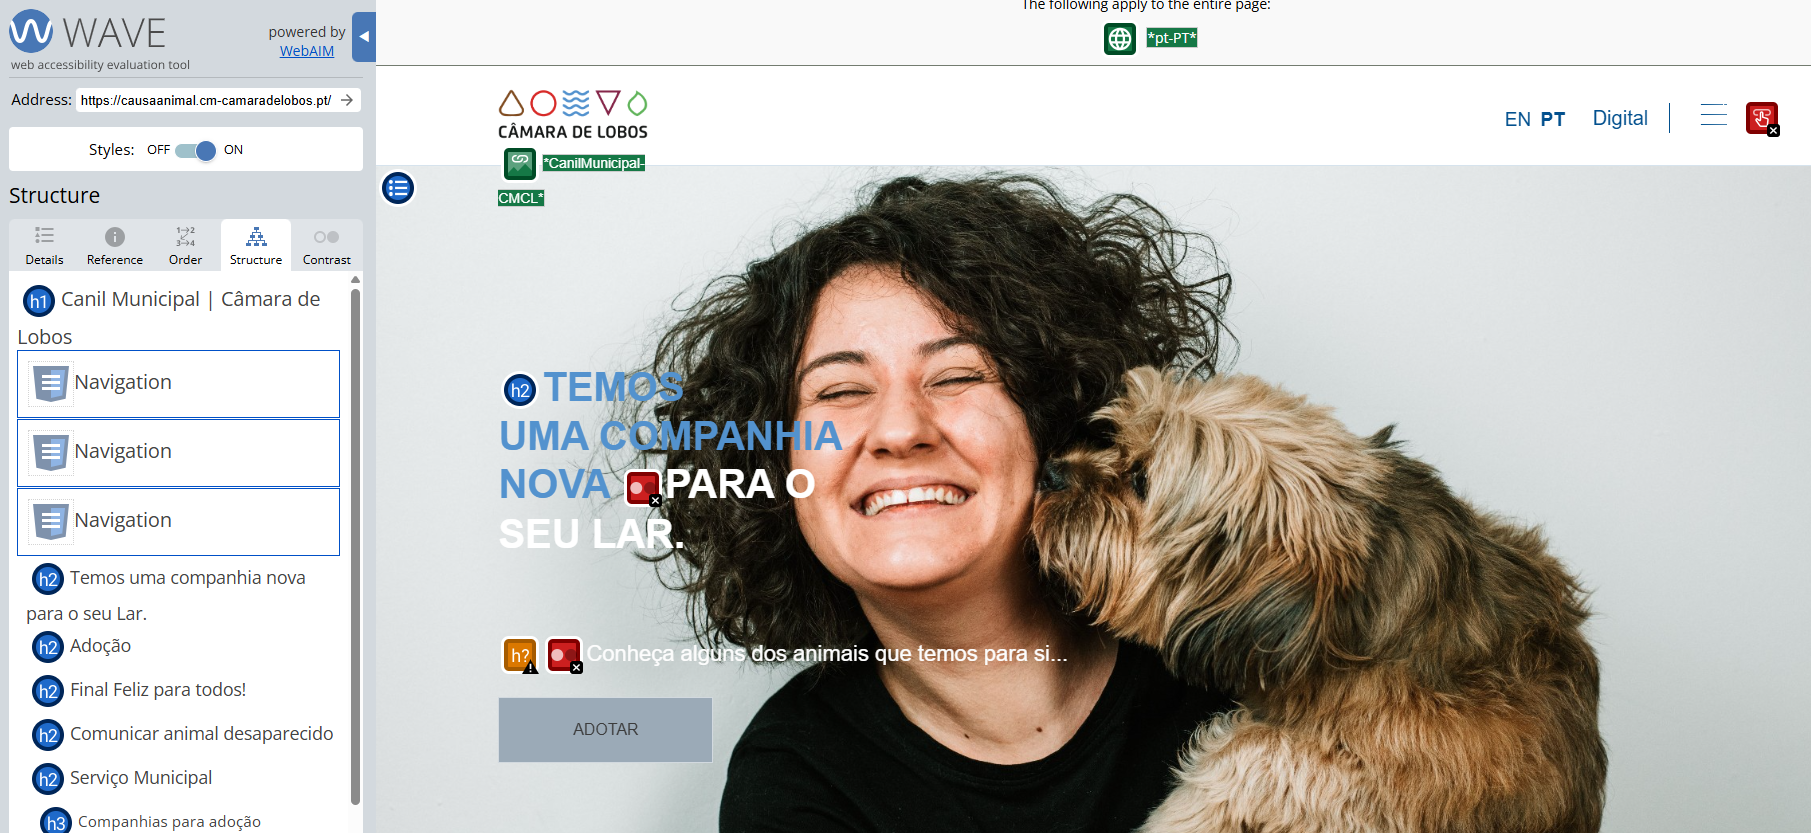 WAVE
powered by
WebAIM
web accessibility evaluation tool
Address: https://causaanimal.cm-camaradelobos.pt/
Styles: OFF ON
Structure
Details Reference Order Structure Contrast
h1 Canil Municipal | Câmara de
Lobos
Navigation
Navigation
Navigation
h2 Temos uma companhia nova
para o seu Lar.
h2 Adoção
h2 Final Feliz para todos!
h2 Comunicar animal desaparecido
h2 Serviço Municipal
h3 Companhias para adoção
The following apply to the entire page:
*pt-PT*
CÂMARA DE LOBOS
EN PT Digital
*CanilMunicipal-
CMCL*
h2 TEMOS
UMA COMPANHIA
NOVA PARA O
SEU LAR.
h? Conheça alguns dos animais que temos para si...
ADOTAR